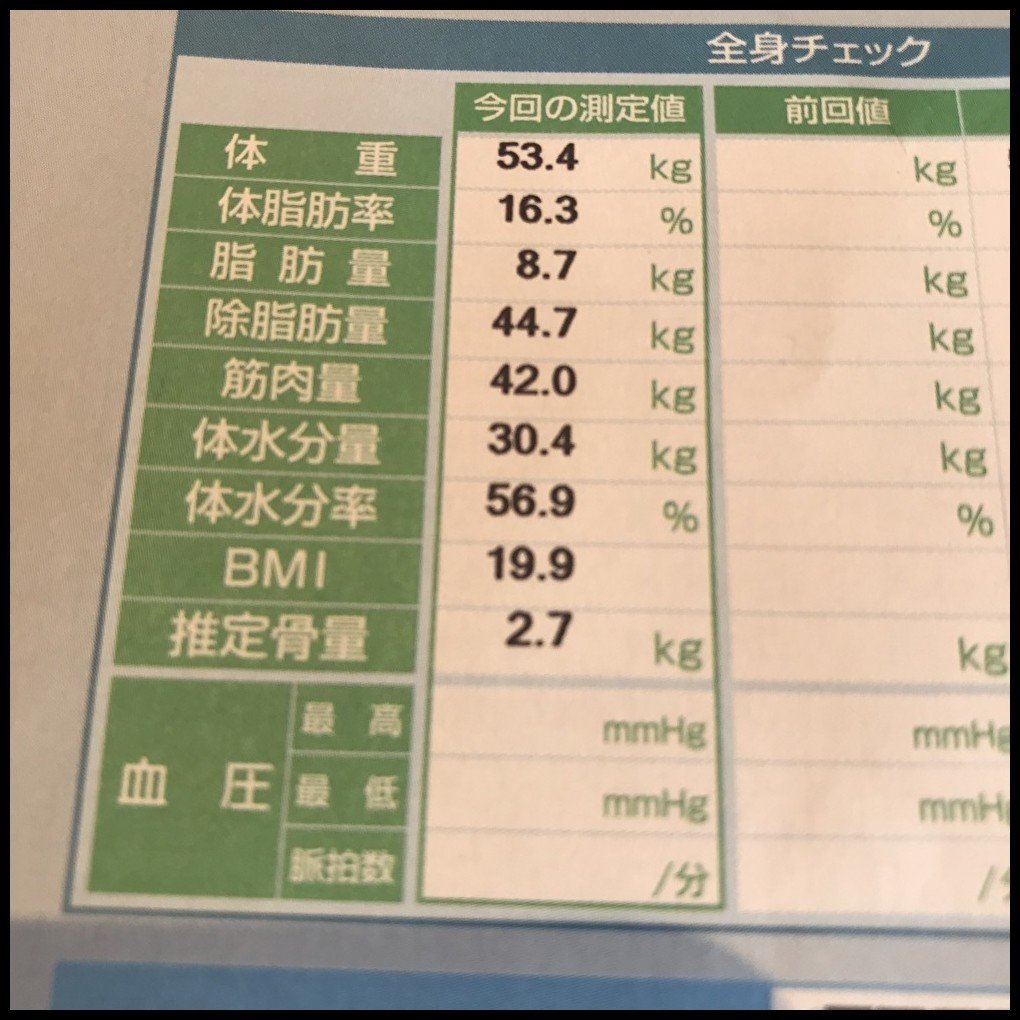 全身チェック
今回の測定値 前回値
体重 53.4 kg kg
体脂肪率 16.3 % %
脂肪量 8.7 kg kg
除脂肪量 44.7 kg kg
筋肉量 42.0 kg kg
体水分量 30.4 kg kg
体水分率 56.9 % %
BMI 19.9
推定骨量 2.7 kg kg
血圧 最高 mmHg mmHg
最低 mmHg mmHg
脈拍数 /分